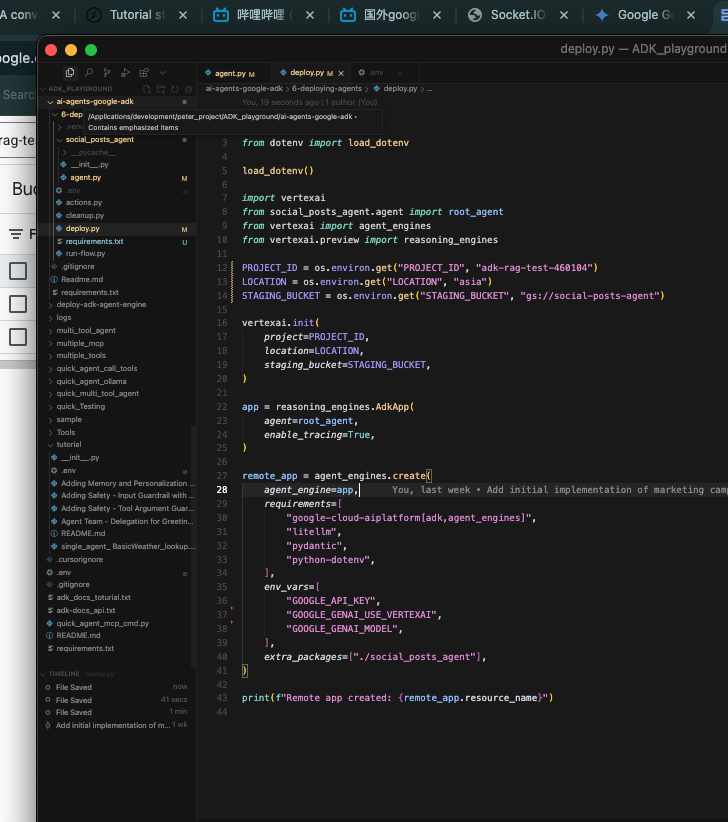 A conv
Tutorial st
哔哩哔哩 (
国外goog
Socket.IO
Google Ge
deploy.py — ADK_playground
oogle.c
Searc
rag-tes
Buc
F
ADK_PLAYGROUND
ai-agents-google-adk
6-dep
/Applications/development/peter_project/ADK_playground/ai-agents-google-adk •
Contains emphasized items
.venv
social_posts_agent
__pycache__
__init__.py
agent.py M
.env
actions.py
cleanup.py
deploy.py M
requirements.txt U
run-flow.py
.gitignore
Readme.md
requirements.txt
deploy-adk-agent-engine
logs
multi_tool_agent
multiple_mcp
multiple_tools
quick_agent_call_tools
quick_agent_ollama
quick_multi_tool_agent
quick_Testing
sample
Tools
tutorial
__init__.py
.env
Adding Memory and Personalization ...
Adding Safety - Input Guardrail with ...
Adding Safety - Tool Argument Guar...
Agent Team - Delegation for Greetin...
README.md
single_agent_ BasicWeather_lookup...
.cursorignore
.env
.gitignore
adk_docs_toturial.txt
adk-docs_api.txt
quick_agent_mcp_cmd.py
README.md
requirements.txt
TIMELINE deploy.py
File Saved now
File Saved 41 secs
File Saved 1 min
Add initial implementation of m... 1 wk
agent.py M
deploy.py M
.env
ai-agents-google-adk > 6-deploying-agents > deploy.py > ...
You, 19 seconds ago | 1 author (You)
3 from dotenv import load_dotenv
4
5 load_dotenv()
6
7 import vertexai
8 from social_posts_agent.agent import root_agent
9 from vertexai import agent_engines
10 from vertexai.preview import reasoning_engines
11
12 PROJECT_ID = os.environ.get("PROJECT_ID", "adk-rag-test-460104")
13 LOCATION = os.environ.get("LOCATION", "asia")
14 STAGING_BUCKET = os.environ.get("STAGING_BUCKET", "gs://social-posts-agent")
15
16 vertexai.init(
17 project=PROJECT_ID,
18 location=LOCATION,
19 staging_bucket=STAGING_BUCKET,
20 )
21
22 app = reasoning_engines.AdkApp(
23 agent=root_agent,
24 enable_tracing=True,
25 )
26
27 remote_app = agent_engines.create(
28 agent_engine=app, You, last week • Add initial implementation of marketing camp
29 requirements=[
30 "google-cloud-aiplatform[adk,agent_engines]",
31 "litellm",
32 "pydantic",
33 "python-dotenv",
34 ],
35 env_vars=[
36 "GOOGLE_API_KEY",
37 "GOOGLE_GENAI_USE_VERTEXAI",
38 "GOOGLE_GENAI_MODEL",
39 ],
40 extra_packages=["./social_posts_agent"],
41 )
42
43 print(f"Remote app created: {remote_app.resource_name}")
44